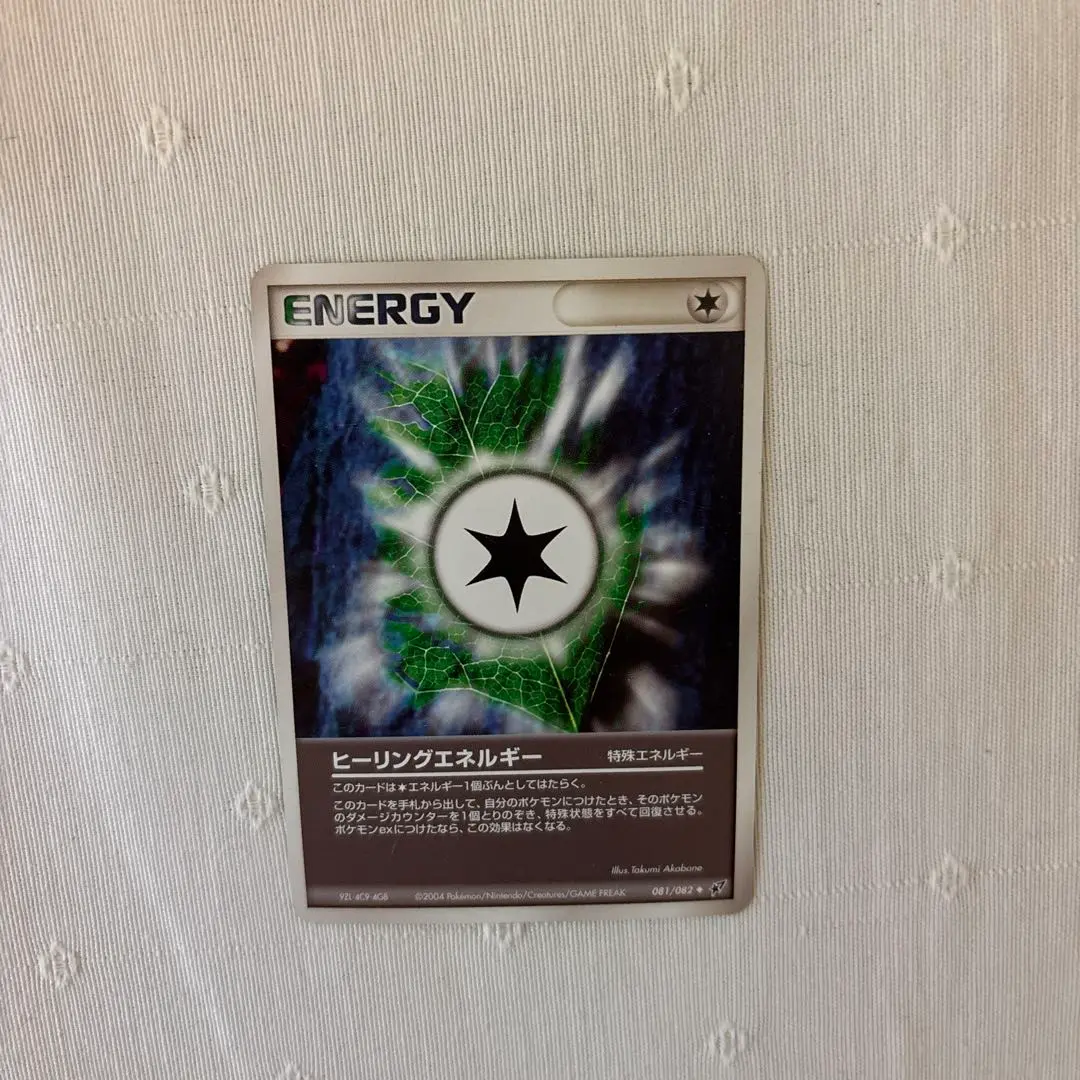 ENERGY
ヒーリングエネルギー 特殊エネルギー
このカードは✶エネルギー1個ぶんとしてはたらく。
このカードを手札から出して、自分のポケモンにつけたとき、そのポケモン
のダメージカウンターを1個とりのぞき、特殊状態をすべて回復させる。
ポケモンexにつけたなら、この効果はなくなる。
Illus. Takumi Akabane
9ZL-4C9-4GB ©2004 Pokémon/Nintendo/Creatures/GAME FREAK 081/082 ◆